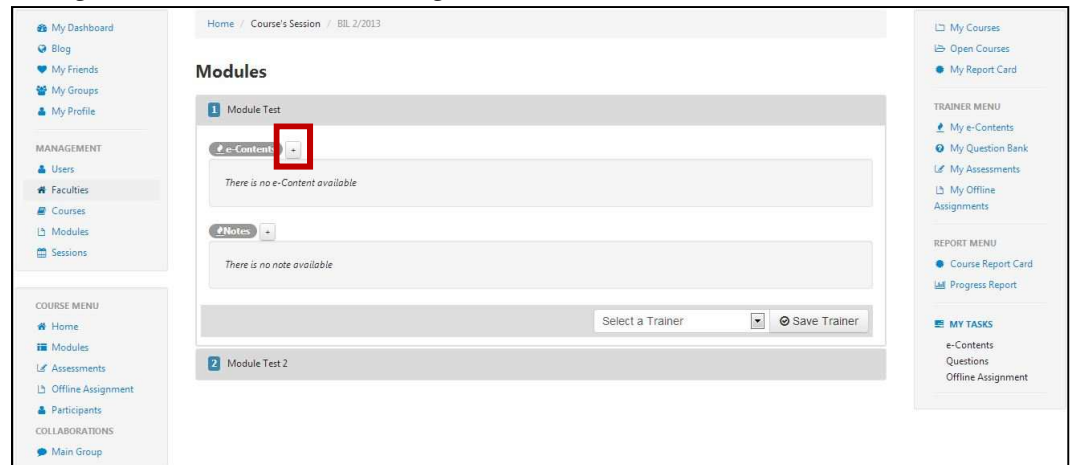 My Dashboard
Blog
My Friends
My Groups
My Profile
MANAGEMENT
Users
Faculties
Courses
Modules
Sessions
COURSE MENU
Home
Modules
Assessments
Offline Assignment
Participants
COLLABORATIONS
Main Group
Home / Course's Session / BIL 2/2013
Modules
1 Module Test
e-Contents +
There is no e-Content available
Notes +
There is no note available
Select a Trainer
Save Trainer
2 Module Test 2
My Courses
Open Courses
My Report Card
TRAINER MENU
My e-Contents
My Question Bank
My Assessments
My Offline
Assignments
REPORT MENU
Course Report Card
Progress Report
MY TASKS
e-Contents
Questions
Offline Assignment